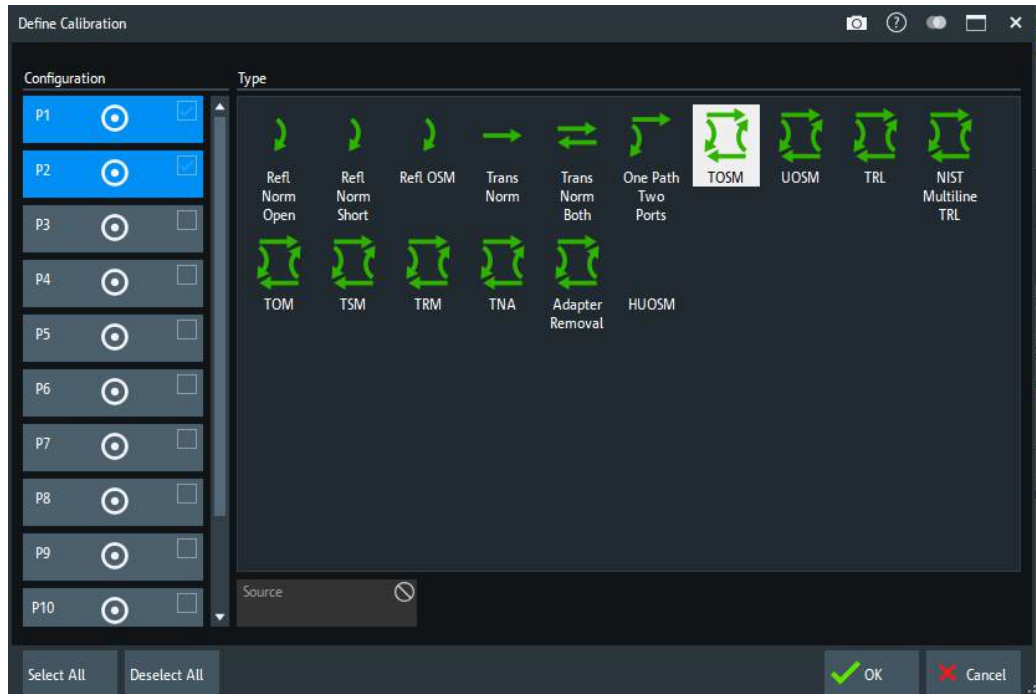 Define Calibration
Configuration
Type
P1
P2
P3
P4
P5
P6
P7
P8
P9
P10
Refl
Norm
Open
Refl
Norm
Short
Refl OSM
Trans
Norm
Trans
Norm
Both
One Path
Two
Ports
TOSM
UOSM
TRL
NIST
Multiline
TRL
TOM
TSM
TRM
TNA
Adapter
Removal
HUOSM
Source
Select All
Deselect All
OK
Cancel